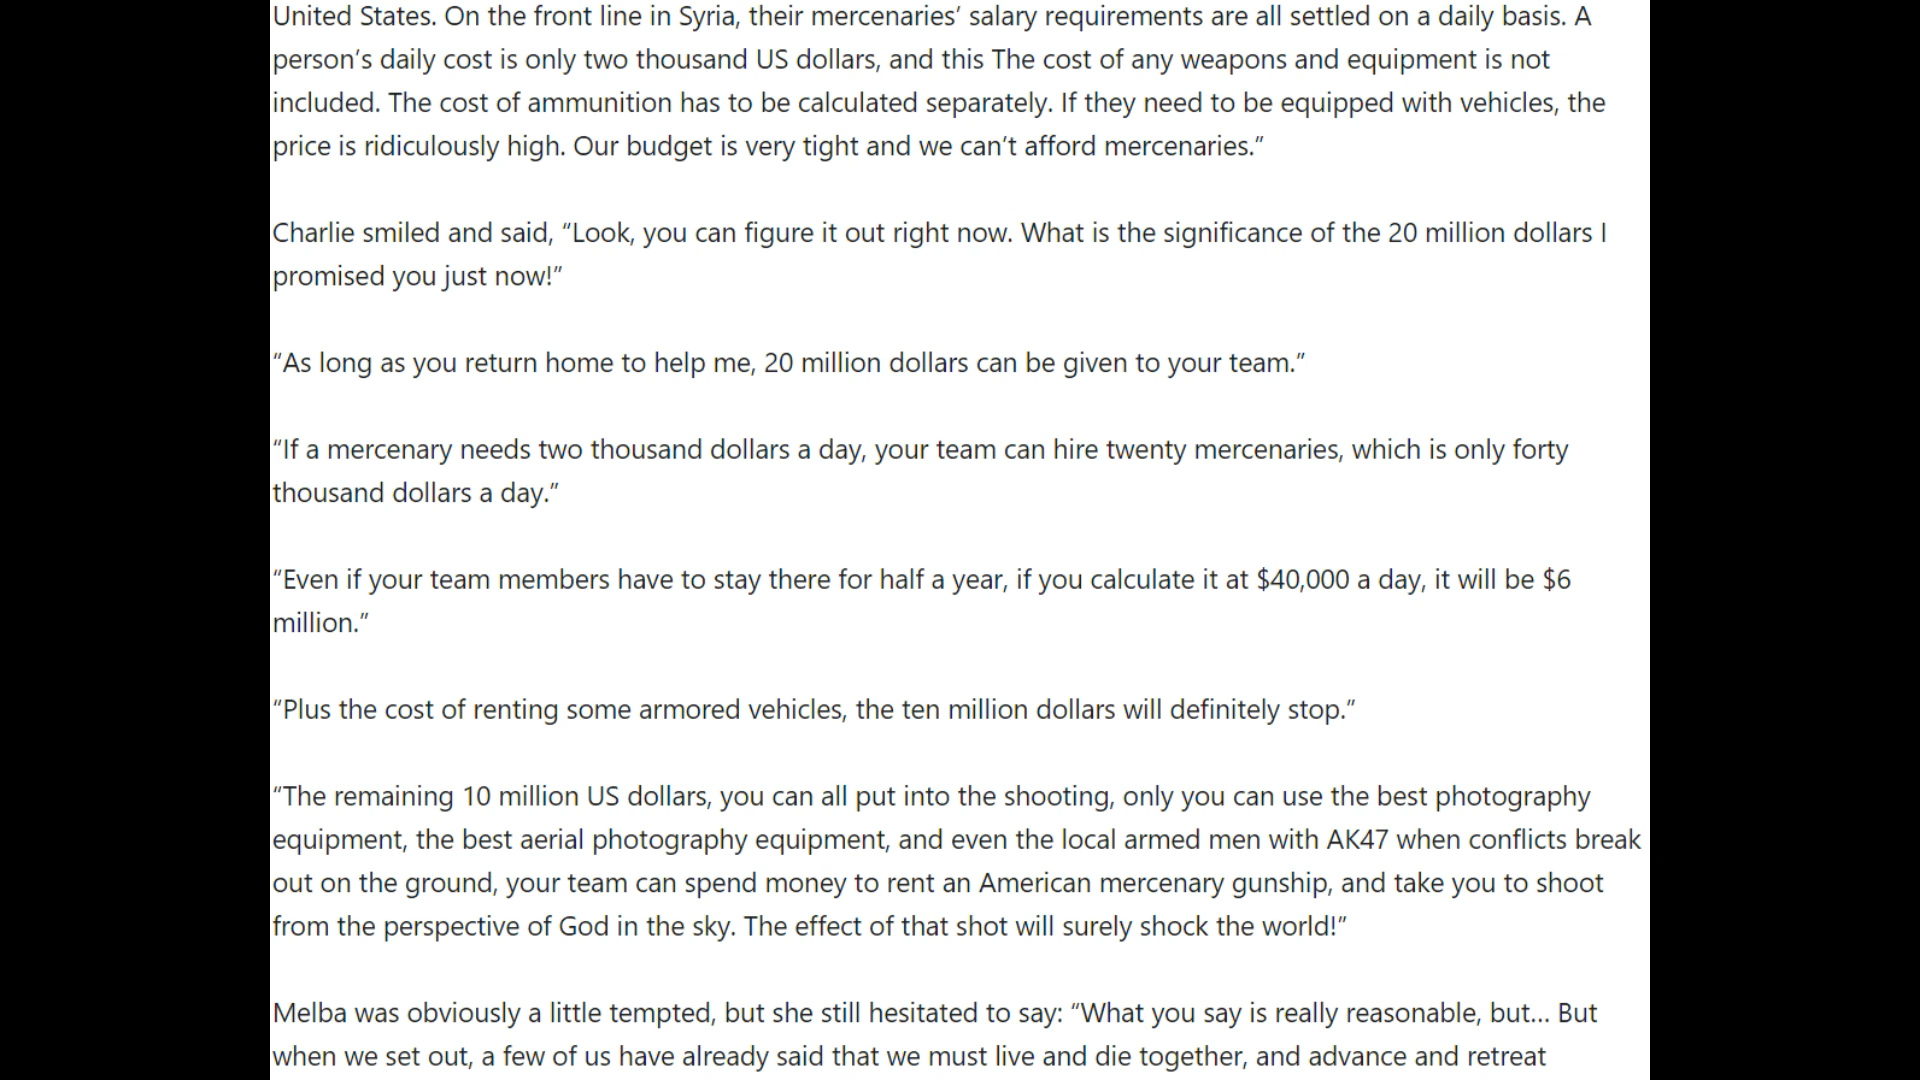 United States. On the front line in Syria, their mercenaries’ salary requirements are all settled on a daily basis. A
person’s daily cost is only two thousand US dollars, and this The cost of any weapons and equipment is not
included. The cost of ammunition has to be calculated separately. If they need to be equipped with vehicles, the
price is ridiculously high. Our budget is very tight and we can’t afford mercenaries.”
Charlie smiled and said, “Look, you can figure it out right now. What is the significance of the 20 million dollars I
promised you just now!”
“As long as you return home to help me, 20 million dollars can be given to your team.”
“If a mercenary needs two thousand dollars a day, your team can hire twenty mercenaries, which is only forty
thousand dollars a day.”
“Even if your team members have to stay there for half a year, if you calculate it at $40,000 a day, it will be $6
million.”
“Plus the cost of renting some armored vehicles, the ten million dollars will definitely stop.”
“The remaining 10 million US dollars, you can all put into the shooting, only you can use the best photography
equipment, the best aerial photography equipment, and even the local armed men with AK47 when conflicts break
out on the ground, your team can spend money to rent an American mercenary gunship, and take you to shoot
from the perspective of God in the sky. The effect of that shot will surely shock the world!”
Melba was obviously a little tempted, but she still hesitated to say: “What you say is really reasonable, but… But
when we set out, a few of us have already said that we must live and die together, and advance and retreat